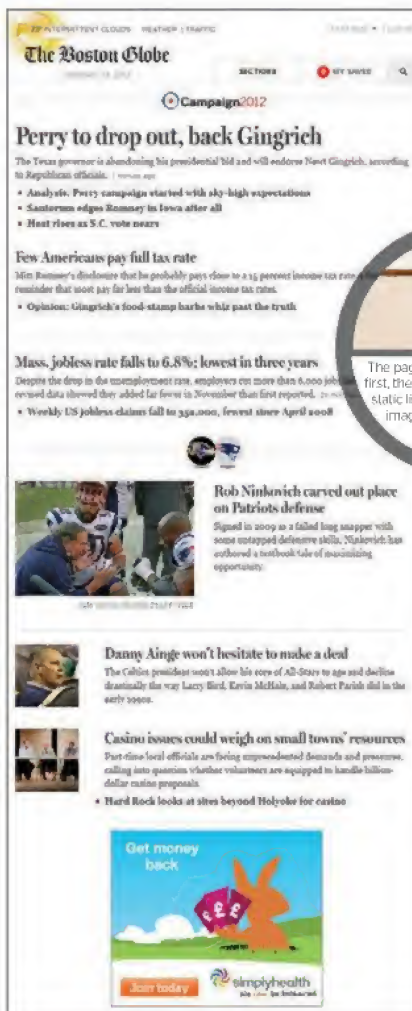 INTERMITTENT CLOUDS WEATHER | TRAFFIC
The Boston Globe
SECTIONS MY SAVED
Campaign2012
Perry to drop out, back Gingrich
The Texas governor is abandoning his presidential bid and will endorse Newt Gingrich, according
to Republican officials.
• Analysis: Perry campaign started with sky-high expectations
• Santorum edges Romney in Iowa after all
• Heat rises as S.C. vote nears
Few Americans pay full tax rate
Mitt Romney's disclosure that he probably pays close to a 15 percent income tax rate
reminder that most pay far less than the official income tax rates.
• Opinion: Gingrich's food-stamp barbs whiz past the truth
Mass. jobless rate falls to 6.8%; lowest in three years
Despite the drop in the unemployment rate, employers cut more than 6,000
revised data showed they added far fewer in November than first reported.
• Weekly US jobless claims fall to 352,000, fewest since April 2008
The
first, the
static
Rob Ninkovich carved out place
on Patriots defense
Signed in 2009 as a failed long snapper with
some untapped defensive skills, Ninkovich has
authored a textbook tale of maximizing
opportunity.
Danny Ainge won't hesitate to make a deal
The Celtics president won't allow his core of All-Stars to age and decline
drastically the way Larry Bird, Kevin McHale, and Robert Parish did in the
early 1990s.
Casino issues could weigh on small towns' resources
Part-time local officials are facing unprecedented demands and pressures,
calling into question whether volunteers are equipped to handle billion-
dollar casino proposals.
• Hard Rock looks at sites beyond Holyoke for casino
Get money
back
£ £ £
Join today
simplyhealth